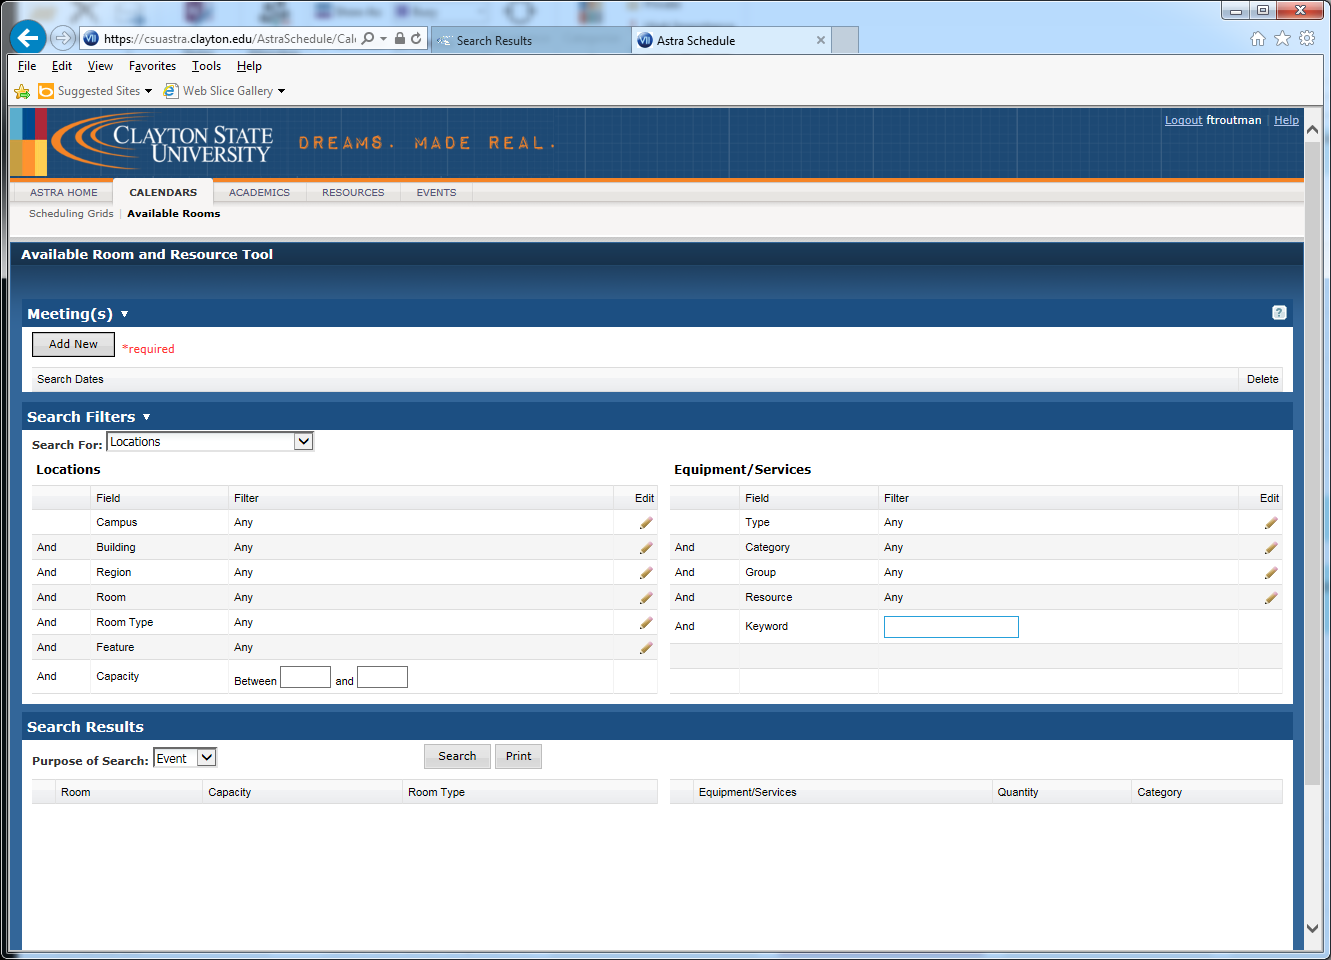 https://csuastra.clayton.edu/AstraSchedule/Cale
Search Results
Astra Schedule
File Edit View Favorites Tools Help
Suggested Sites Web Slice Gallery
CLAYTON STATE
UNIVERSITY
DREAMS. MADE REAL.
Logout ftroutman | Help
ASTRA HOME CALENDARS ACADEMICS RESOURCES EVENTS
Scheduling Grids | Available Rooms
Available Room and Resource Tool
Meeting(s)
?
Add New *required
Search Dates Delete
Search Filters
Search For: Locations
Locations
Field Filter Edit
Campus Any
And Building Any
And Region Any
And Room Any
And Room Type Any
And Feature Any
And Capacity Between and
Equipment/Services
Field Filter Edit
Type Any
And Category Any
And Group Any
And Resource Any
And Keyword
Search Results
Purpose of Search: Event Search Print
Room Capacity Room Type
Equipment/Services Quantity Category